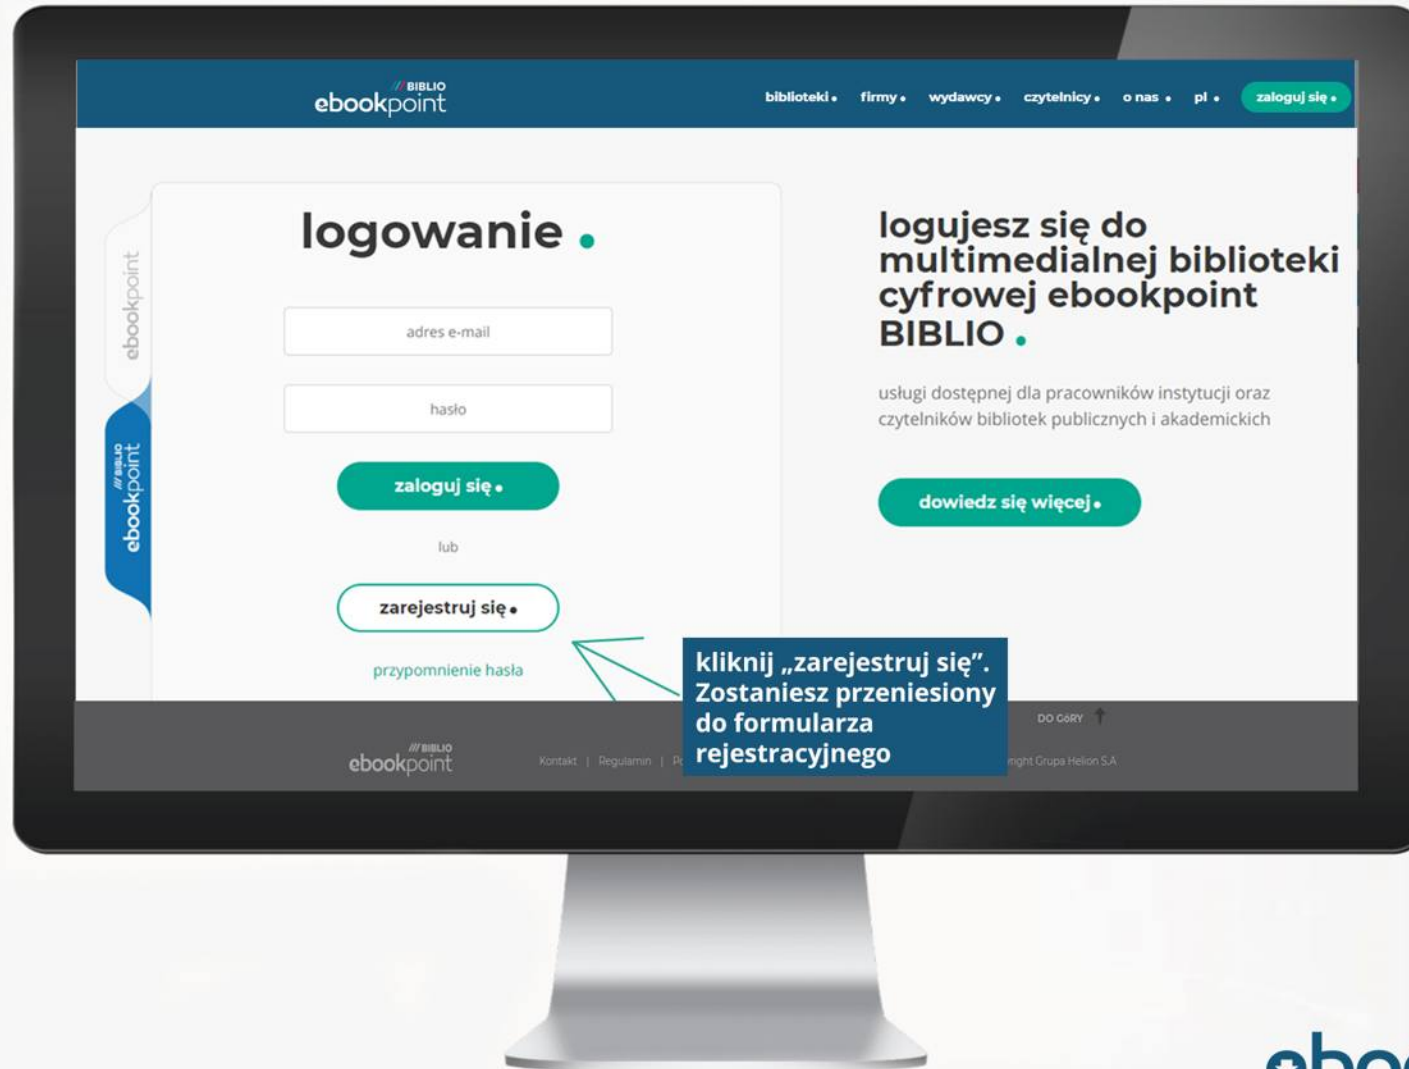 /// BIBLIO
ebookpoint
biblioteki • firmy • wydawcy • czytelnicy • o nas • pl • zaloguj się •
ebookpoint
/// BIBLIO
ebookpoint
logowanie .
adres e-mail
hasło
zaloguj się •
lub
zarejestruj się •
przypomnienie hasła
logujesz się do
multimedialnej biblioteki
cyfrowej ebookpoint
BIBLIO .
usługi dostępnej dla pracowników instytucji oraz
czytelników bibliotek publicznych i akademickich
dowiedz się więcej •
kliknij „zarejestruj się”.
Zostaniesz przeniesiony
do formularza
rejestracyjnego
DO GÓRY
/// BIBLIO
ebookpoint
Kontakt | Regulamin |
Grupa Helion S.A